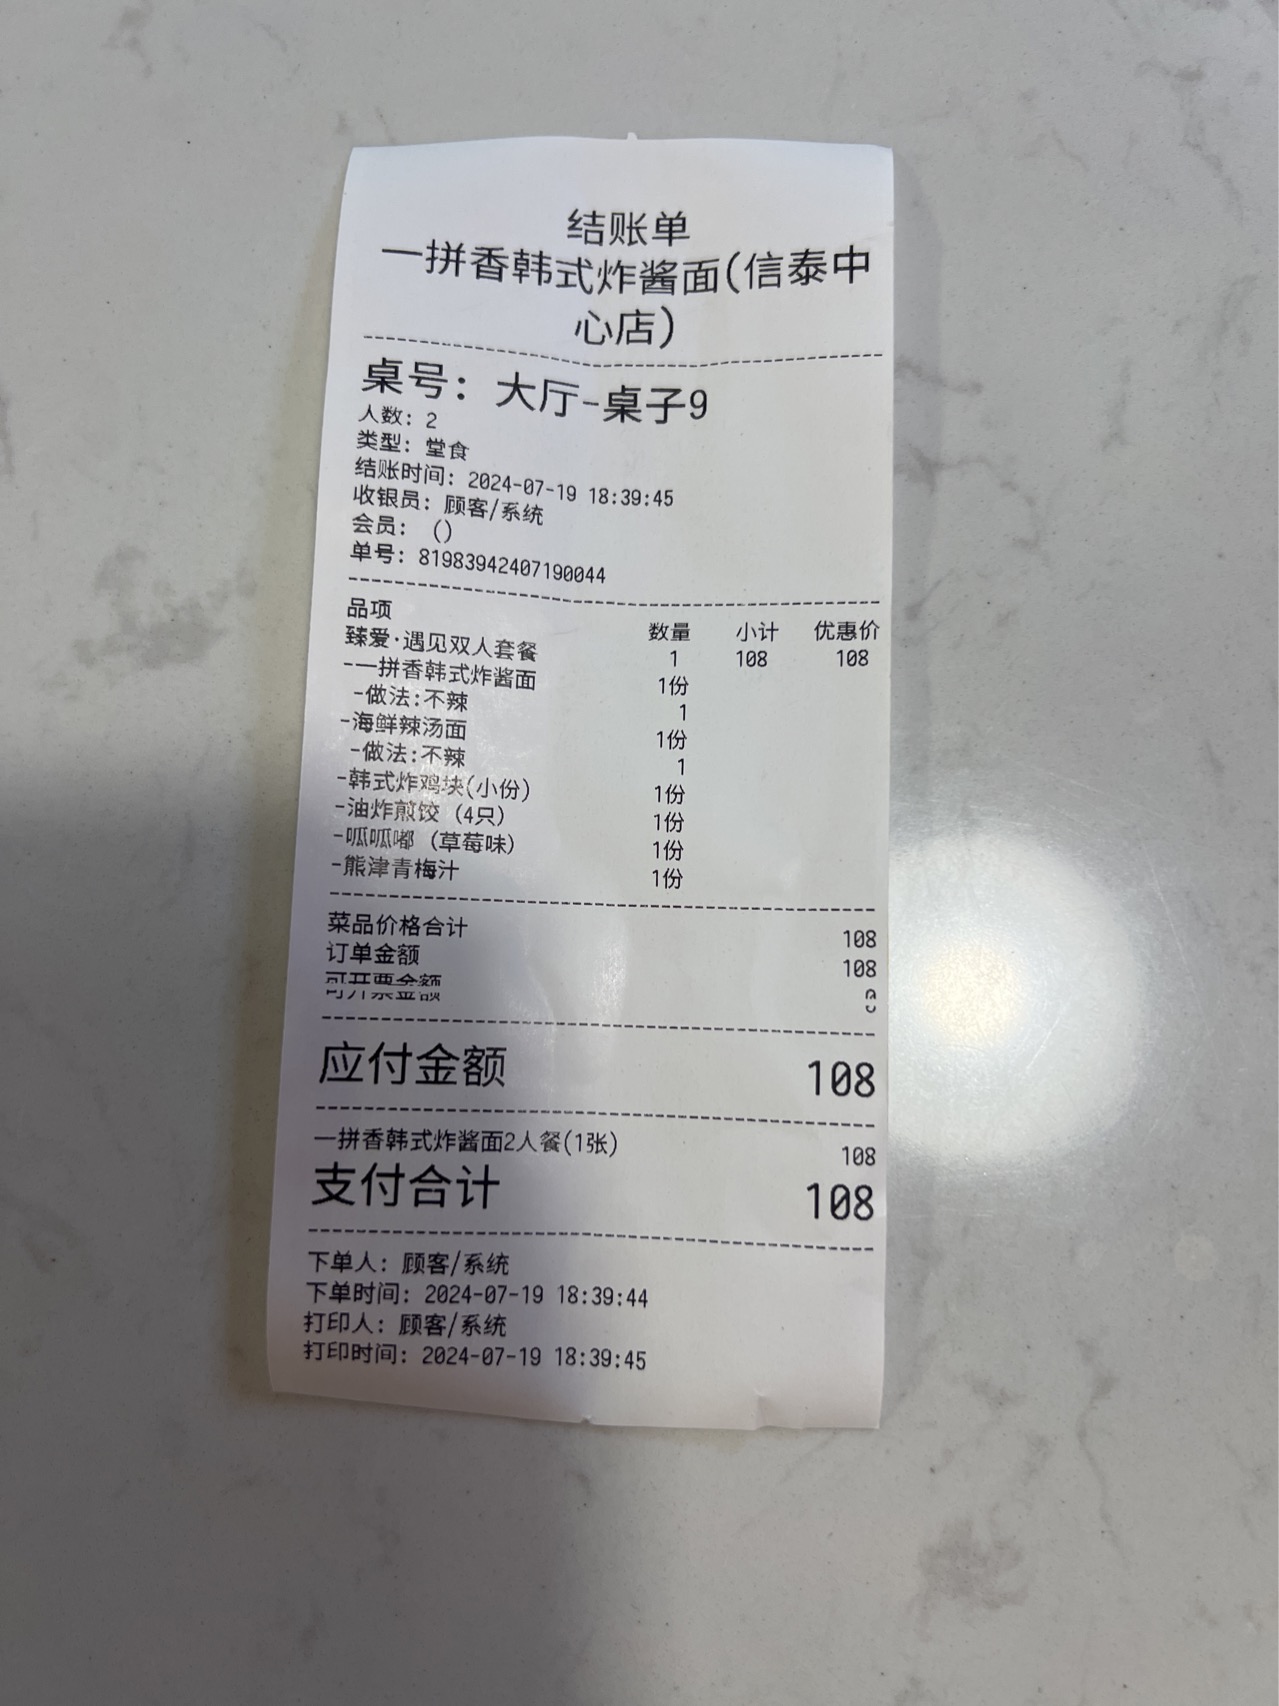 结账单
一拼香韩式炸酱面(信泰中
心店)
桌号: 大厅-桌子9
人数: 2
类型: 堂食
结账时间: 2024-07-19 18:39:45
收银员: 顾客/系统
会员: ()
单号: 81983942407190044
品项 数量 小计 优惠价
臻爱·遇见双人套餐 1 108 108
-一拼香韩式炸酱面 1份
-做法:不辣 1
-海鲜辣汤面 1份
-做法:不辣 1
-韩式炸鸡块(小份) 1份
-油炸煎饺 (4只) 1份
-呱呱嘟 (草莓味) 1份
-熊津青梅汁 1份
菜品价格合计 108
订单金额 108
可开票金额 0
应付金额 108
一拼香韩式炸酱面2人餐(1张) 108
支付合计 108
下单人: 顾客/系统
下单时间: 2024-07-19 18:39:44
打印人: 顾客/系统
打印时间: 2024-07-19 18:39:45